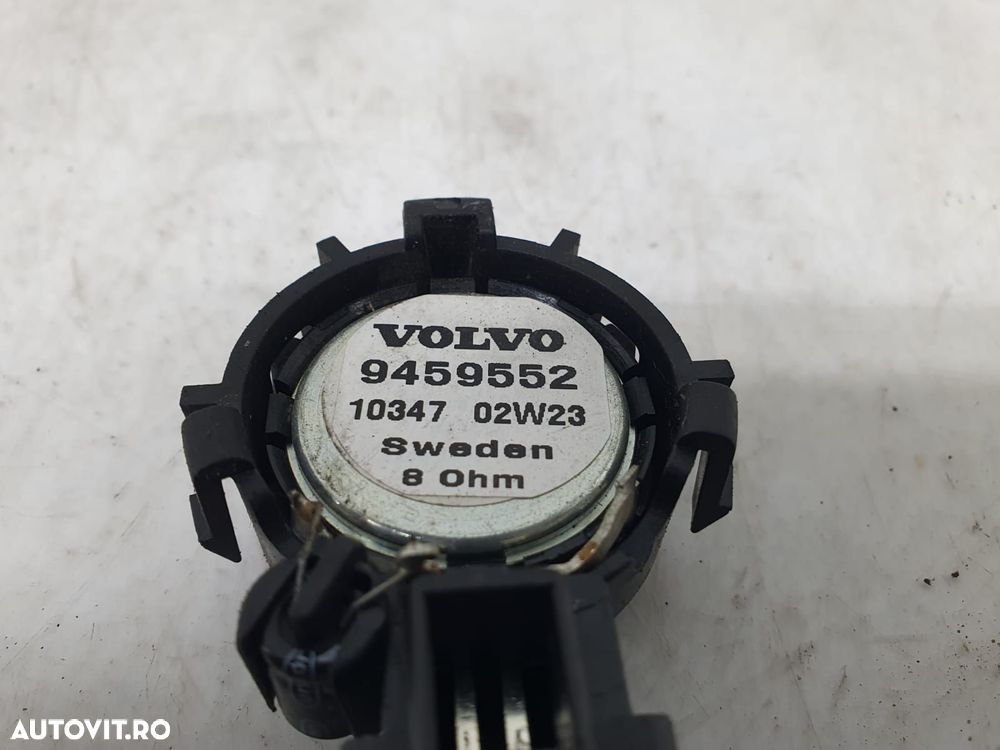 VOLVO
9459552
10347 02W23
Sweden
8 Ohm
AUTOVIT.RO